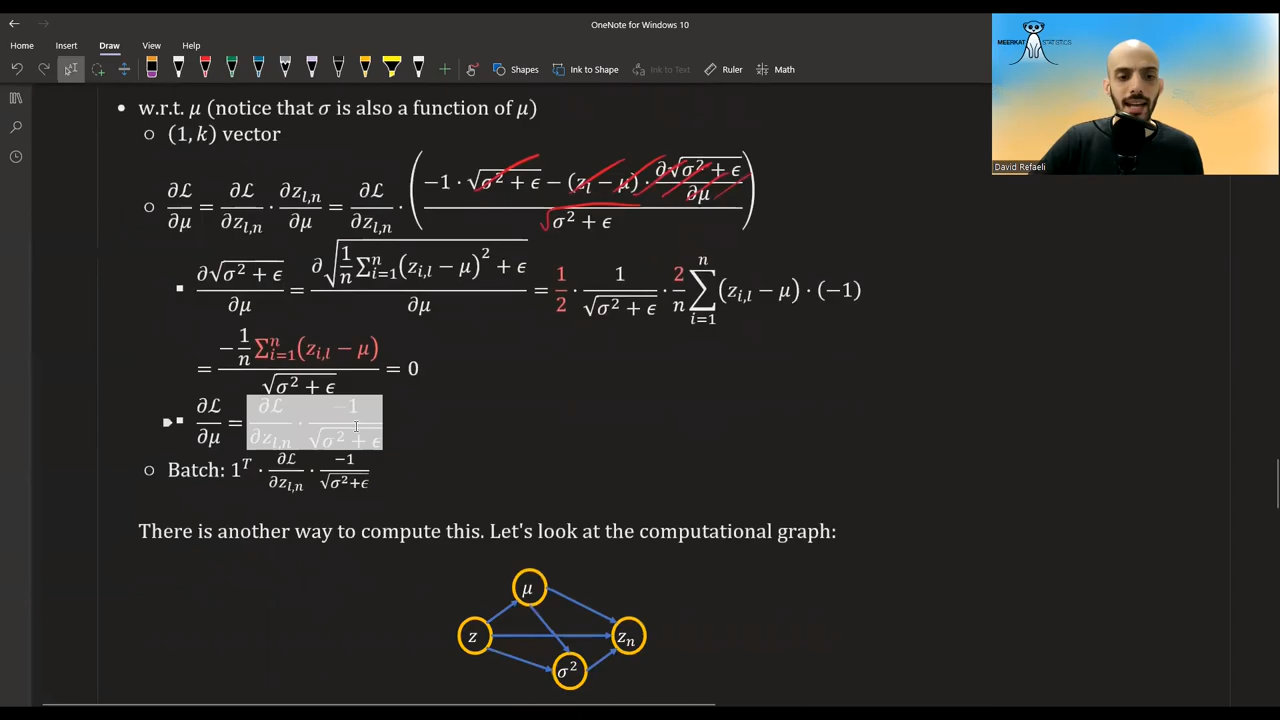 OneNote for Windows 10
MEERKAT STATISTICS
Home Insert Draw View Help
Shapes Ink to Shape Ink to Text Ruler Math
David Refaeli
• w.r.t. μ (notice that σ is also a function of μ)
○ (1, k) vector
○ ∂ℒ/∂μ = ∂ℒ/∂z_{l,n} · ∂z_{l,n}/∂μ = ∂ℒ/∂z_{l,n} · ((−1 · √(σ² + ϵ) − (z_l − μ) · ∂√(σ² + ϵ)/∂μ)/(σ² + ϵ))
▪ ∂√(σ² + ϵ)/∂μ = ∂√(1/n ∑_{i=1}^{n}(z_{i,l} − μ)² + ϵ)/∂μ = 1/2 · 1/√(σ² + ϵ) · 2/n ∑_{i=1}^{n}(z_{i,l} − μ) · (−1)
= (−1/n ∑_{i=1}^{n}(z_{i,l} − μ))/√(σ² + ϵ) = 0
▪ ∂ℒ/∂μ = ∂ℒ/∂z_{l,n} · −1/√(σ² + ϵ)
○ Batch: 1^T · ∂ℒ/∂z_{l,n} · −1/√(σ²+ϵ)
There is another way to compute this. Let's look at the computational graph:
μ
z z_n
σ²